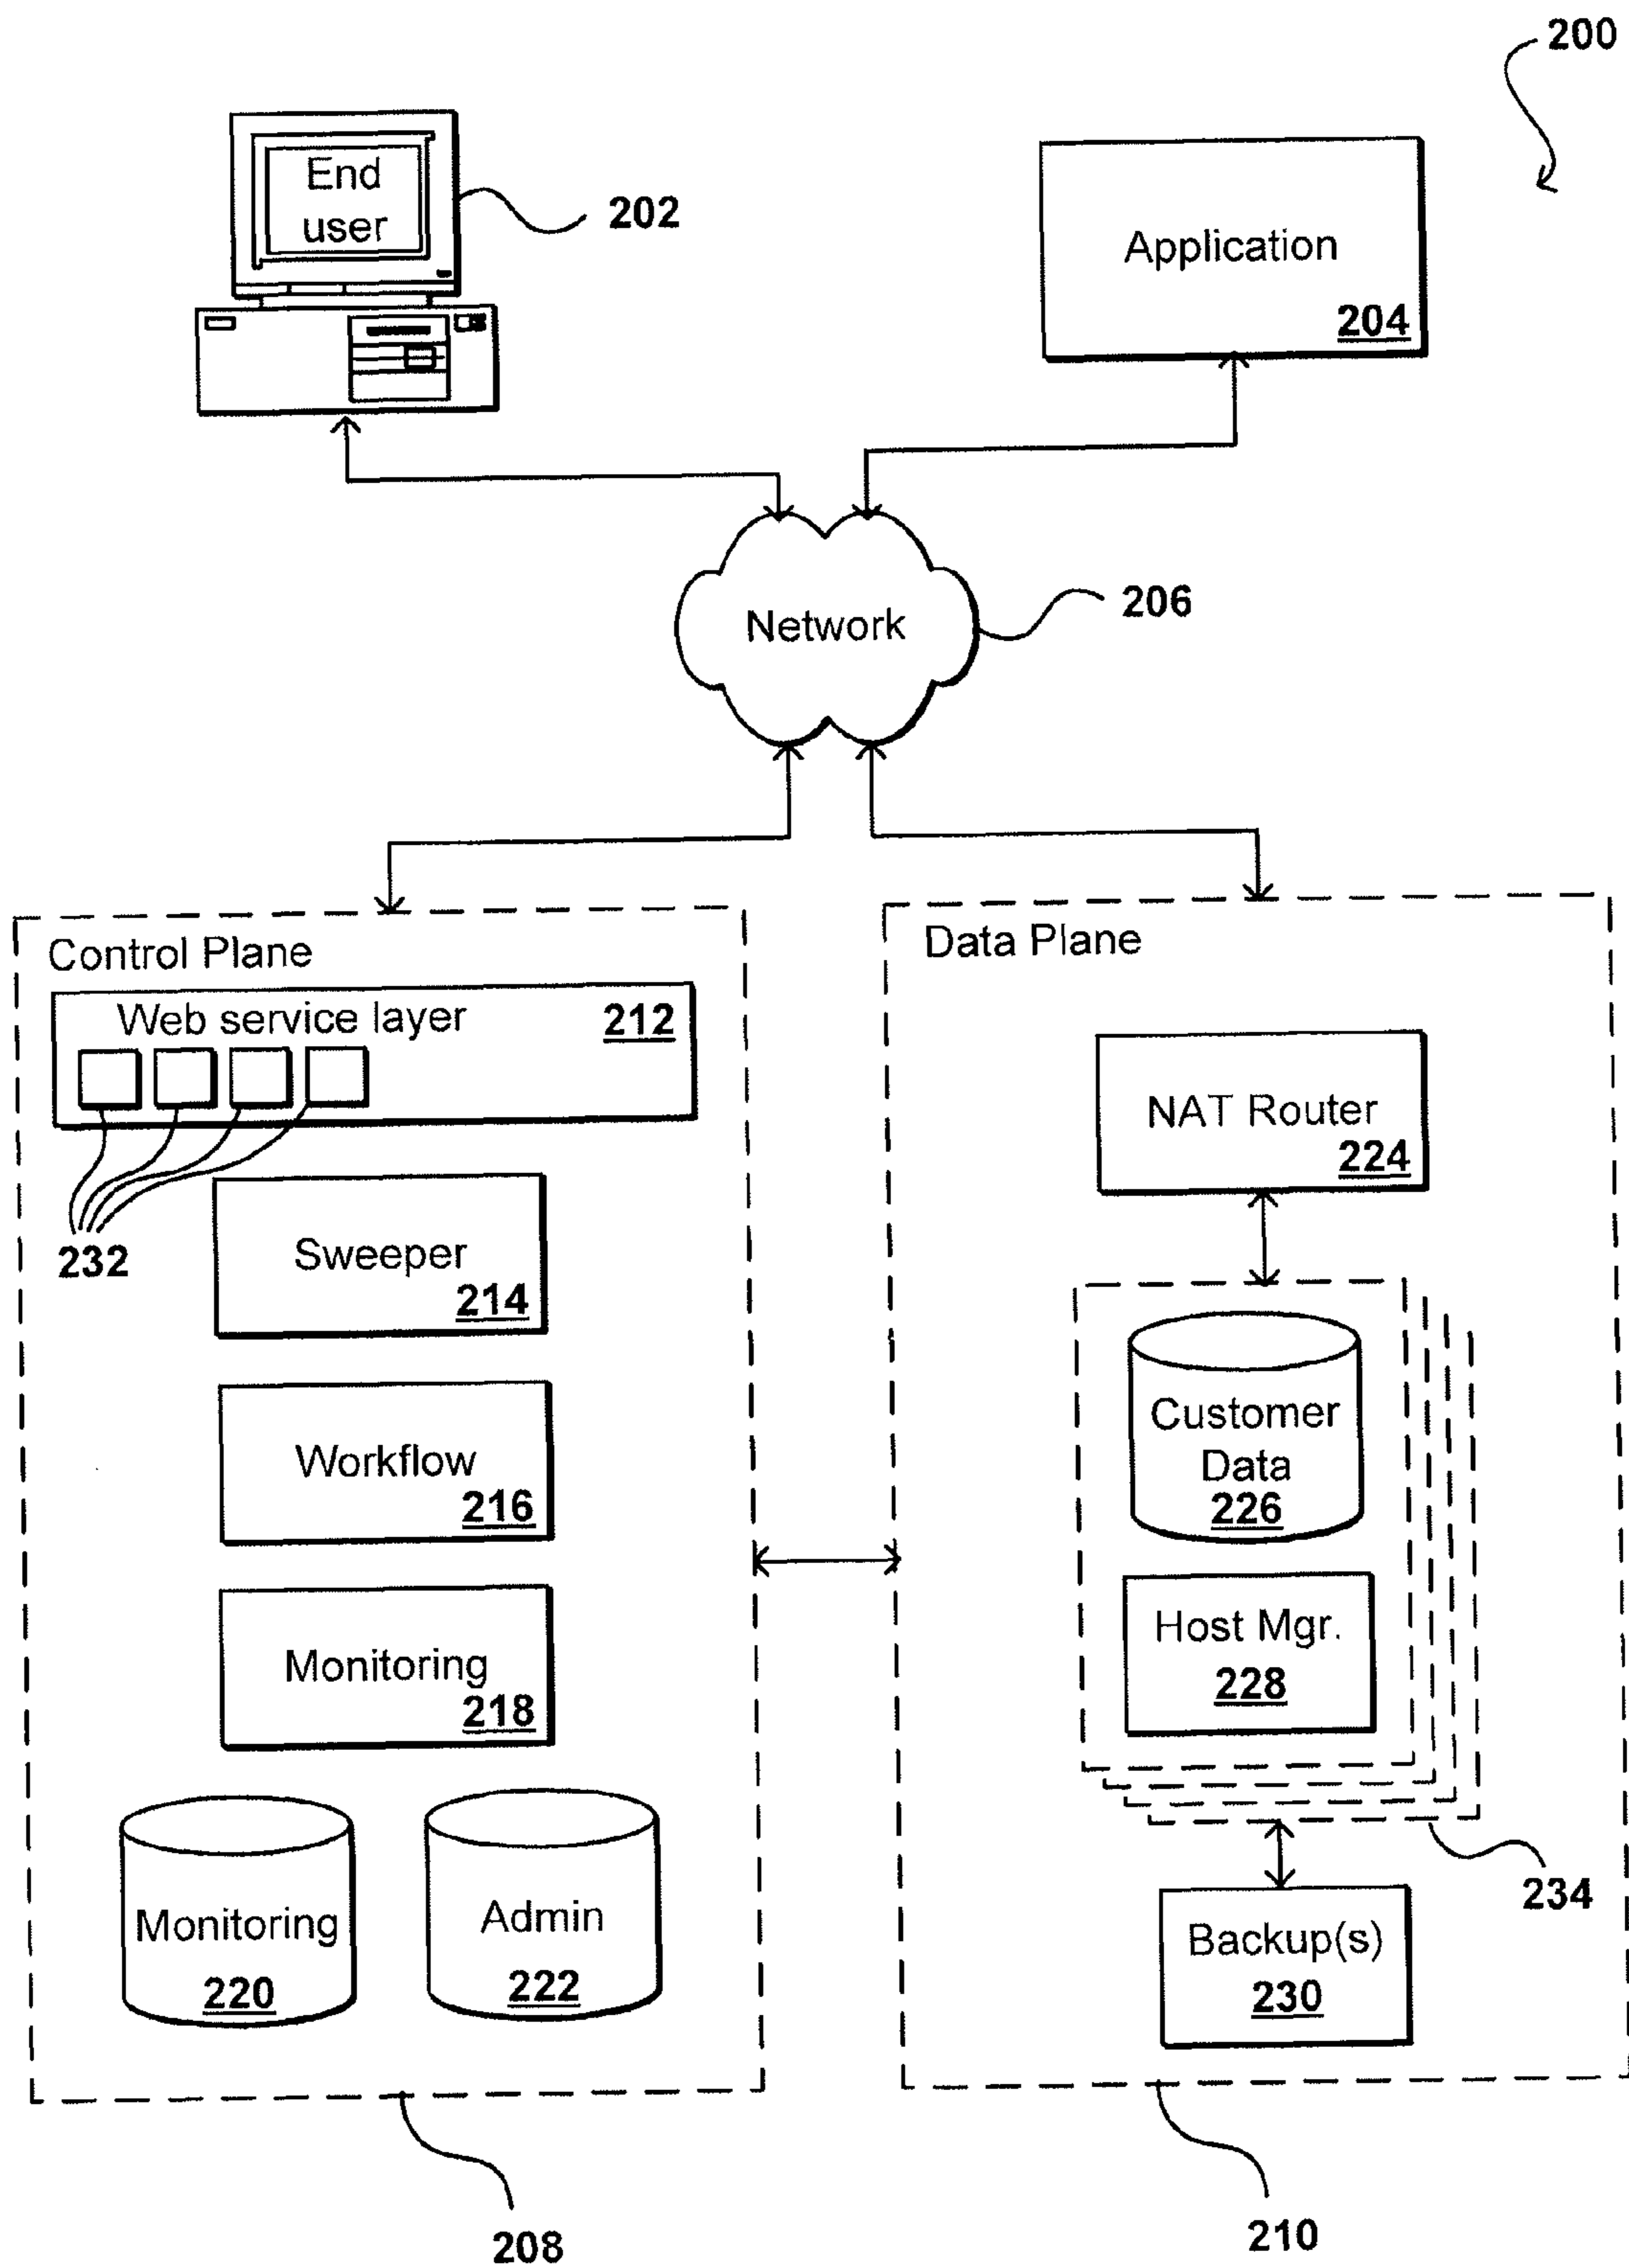 200
End
user
202
Application
204
Network
206
Control Plane
Web service layer
212
232
Sweeper
214
Workflow
216
Monitoring
218
Monitoring
220
Admin
222
208
Data Plane
NAT Router
224
Customer
Data
226
Host Mgr.
228
234
Backup(s)
230
210